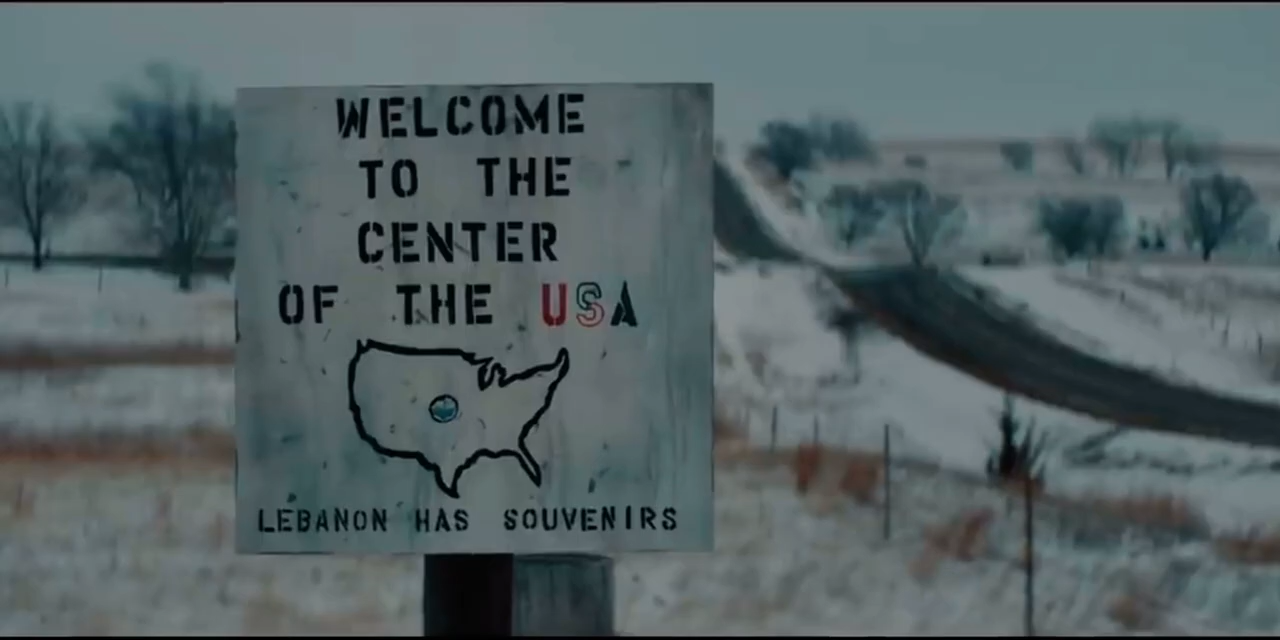 WELCOME
TO THE
CENTER
OF THE USA
LEBANON HAS SOUVENIRS